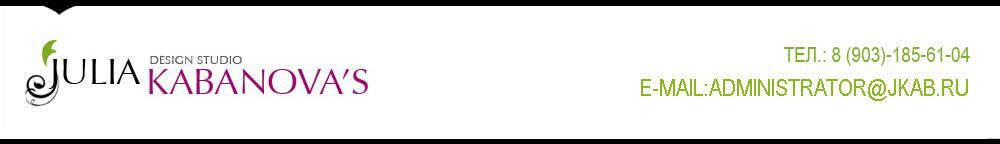 JULIA DESIGN STUDIO
KABANOVA'S
ТЕЛ.: 8 (903)-185-61-04
E-MAIL:ADMINISTRATOR@JKAB.RU